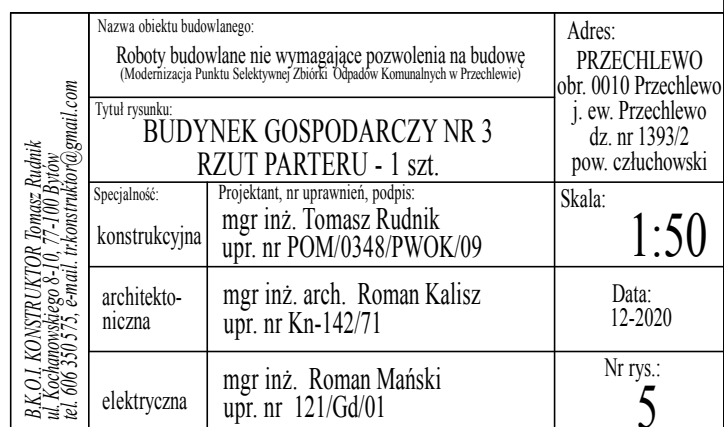 B.K.O.I. KONSTRUKTOR Tomasz Rudnik
ul. Kochanowskiego 8-10, 77-100 Bytów
tel. 606 350 575, e-mail. trkonstruktor@gmail.com
Nazwa obiektu budowlanego:
Roboty budowlane nie wymagające pozwolenia na budowę
(Modernizacja Punktu Selektywnej Zbiórki Odpadów Komunalnych w Przechlewie)
Adres:
PRZECHLEWO
obr. 0010 Przechlewo
j. ew. Przechlewo
dz. nr 1393/2
pow. człuchowski
Tytuł rysunku:
BUDYNEK GOSPODARCZY NR 3
RZUT PARTERU - 1 szt.
Specjalność:
konstrukcyjna
Projektant, nr uprawnień, podpis:
mgr inż. Tomasz Rudnik
upr. nr POM/0348/PWOK/09
Skala:
1:50
architekto-
niczna
mgr inż. arch. Roman Kalisz
upr. nr Kn-142/71
Data:
12-2020
elektryczna
mgr inż. Roman Mański
upr. nr 121/Gd/01
Nr rys.:
5